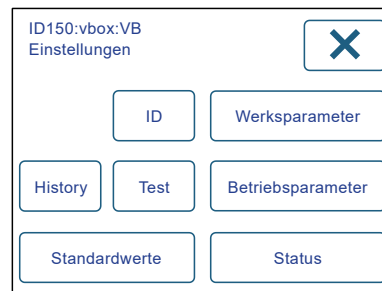 ID150:vbox:VB
Einstellungen
ID
Werksparameter
History
Test
Betriebsparameter
Standardwerte
Status